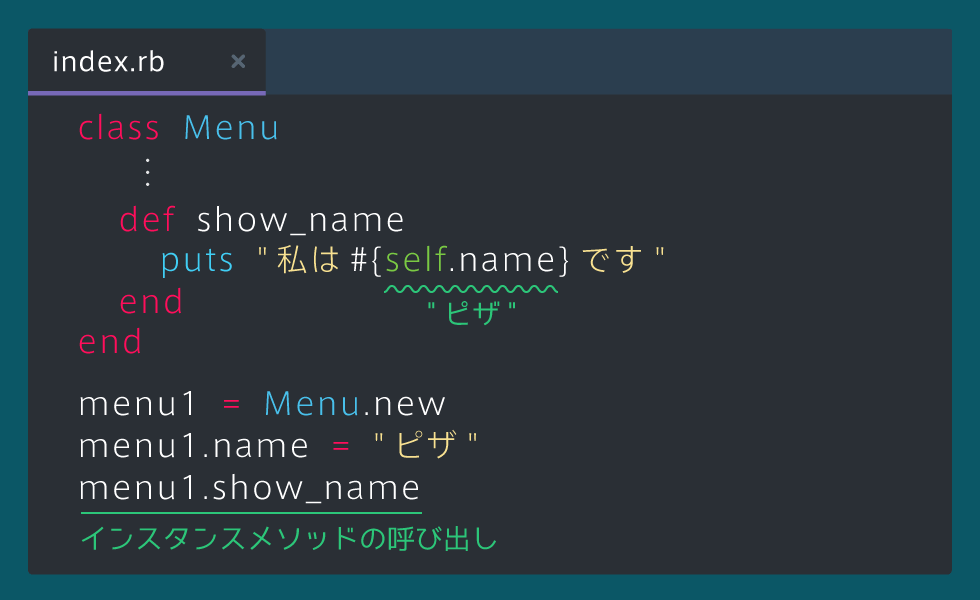 index.rb ×
class Menu
⋮
def show_name
puts "私は#{self.name}です"
"ピザ"
end
end
menu1 = Menu.new
menu1.name = "ピザ"
menu1.show_name
インスタンスメソッドの呼び出し